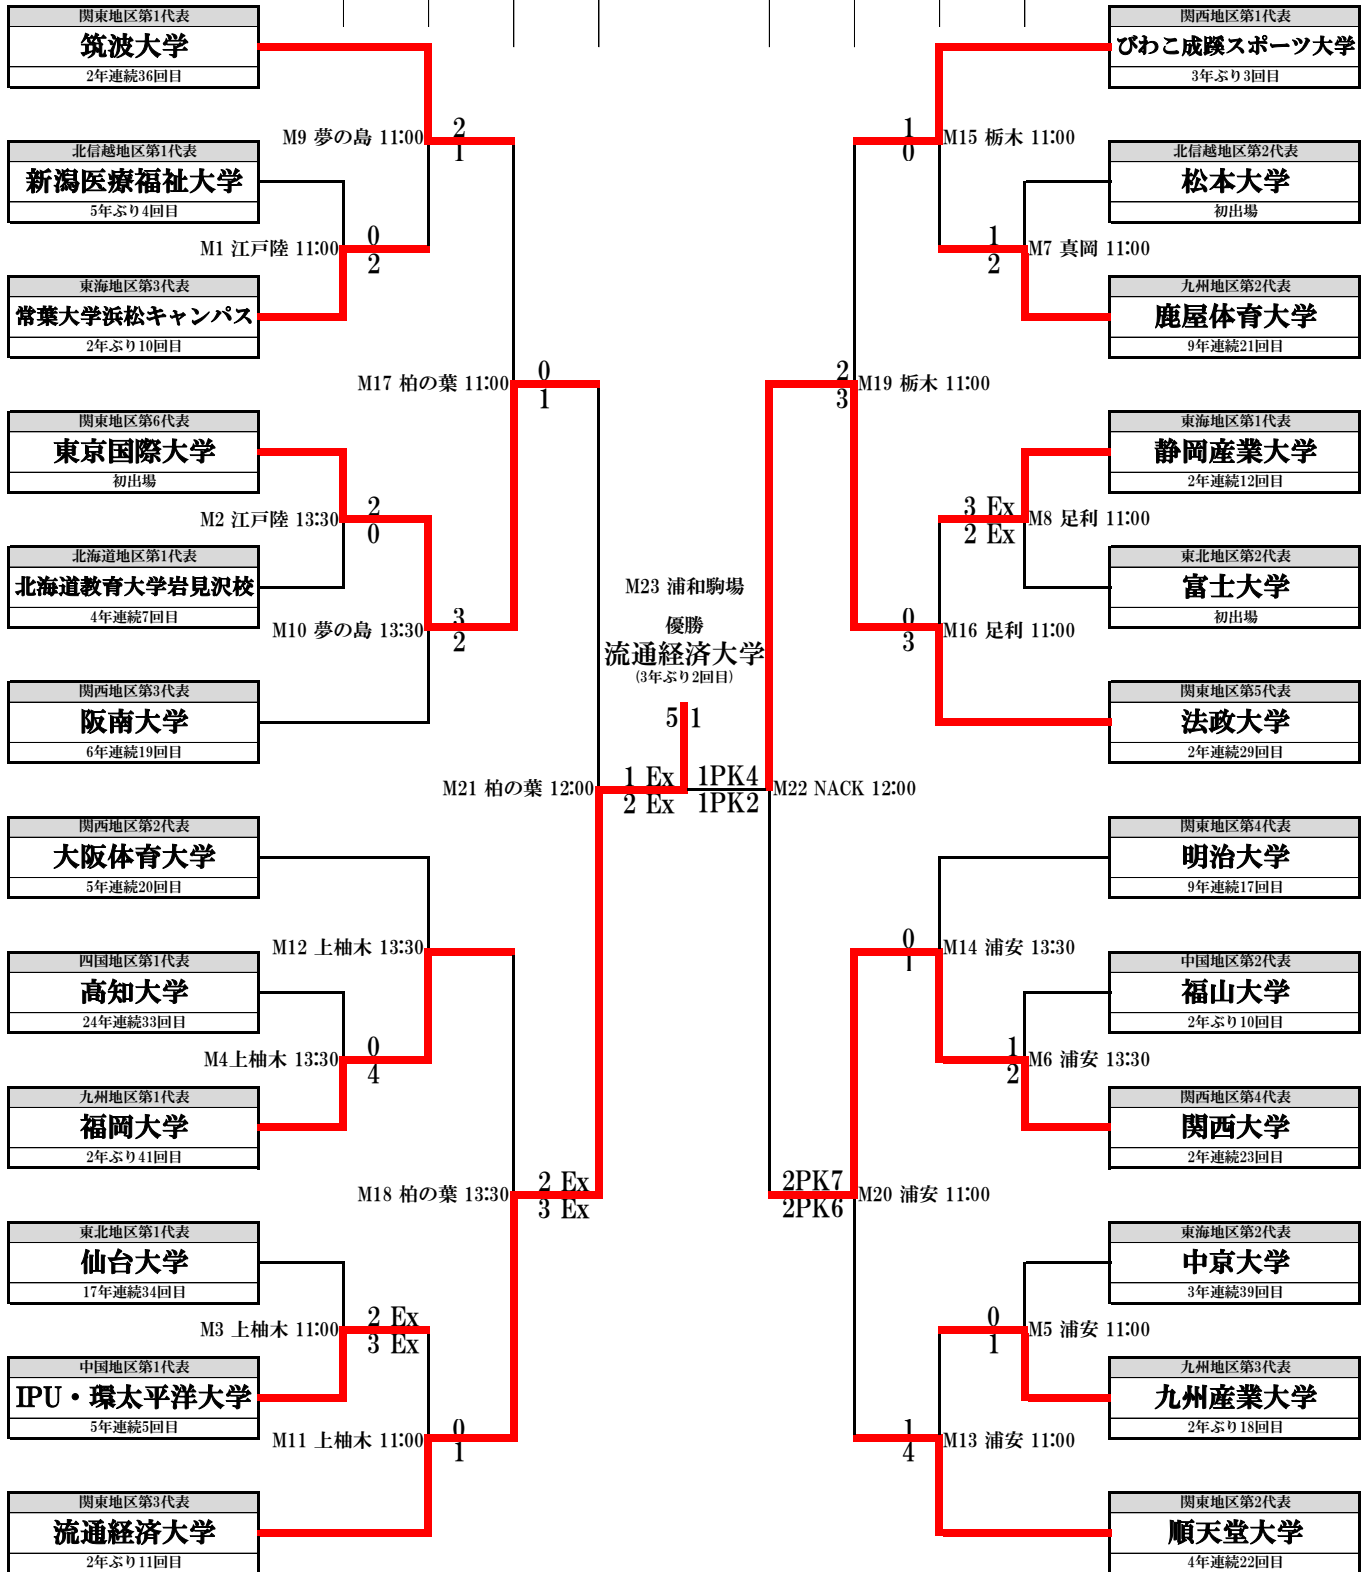 関東地区第1代表
筑波大学
2年連続36回目
北信越地区第1代表
新潟医療福祉大学
5年ぶり4回目
東海地区第3代表
常葉大学浜松キャンパス
2年ぶり10回目
関東地区第6代表
東京国際大学
初出場
北海道地区第1代表
北海道教育大学岩見沢校
4年連続7回目
関西地区第3代表
阪南大学
6年連続19回目
関西地区第2代表
大阪体育大学
5年連続20回目
四国地区第1代表
高知大学
24年連続33回目
九州地区第1代表
福岡大学
2年ぶり41回目
東北地区第1代表
仙台大学
17年連続34回目
中国地区第1代表
IPU・環太平洋大学
5年連続5回目
関東地区第3代表
流通経済大学
2年ぶり11回目
M9 夢の島 11:00
2
1
M1 江戸陸 11:00
0
2
M17 柏の葉 11:00
0
1
M2 江戸陸 13:30
2
0
M10 夢の島 13:30
3
2
M21 柏の葉 12:00
1 Ex
2 Ex
M12 上柚木 13:30
M4上柚木 13:30
0
4
M18 柏の葉 13:30
2 Ex
3 Ex
M3 上柚木 11:00
2 Ex
3 Ex
M11 上柚木 11:00
0
1
M23 浦和駒場
優勝
流通経済大学
(3年ぶり2回目)
5 1
1PK4
1PK2
M22 NACK 12:00
1
0
M15 栃木 11:00
1
2
M7 真岡 11:00
2
3
M19 栃木 11:00
3 Ex
2 Ex
M8 足利 11:00
0
3
M16 足利 11:00
0
1
M14 浦安 13:30
1
2
M6 浦安 13:30
2PK7
2PK6
M20 浦安 11:00
0
1
M5 浦安 11:00
1
4
M13 浦安 11:00
関西地区第1代表
びわこ成蹊スポーツ大学
3年ぶり3回目
北信越地区第2代表
松本大学
初出場
九州地区第2代表
鹿屋体育大学
9年連続21回目
東海地区第1代表
静岡産業大学
2年連続12回目
東北地区第2代表
富士大学
初出場
関東地区第5代表
法政大学
2年連続29回目
関東地区第4代表
明治大学
9年連続17回目
中国地区第2代表
福山大学
2年ぶり10回目
関西地区第4代表
関西大学
2年連続23回目
東海地区第2代表
中京大学
3年連続39回目
九州地区第3代表
九州産業大学
2年ぶり18回目
関東地区第2代表
順天堂大学
4年連続22回目